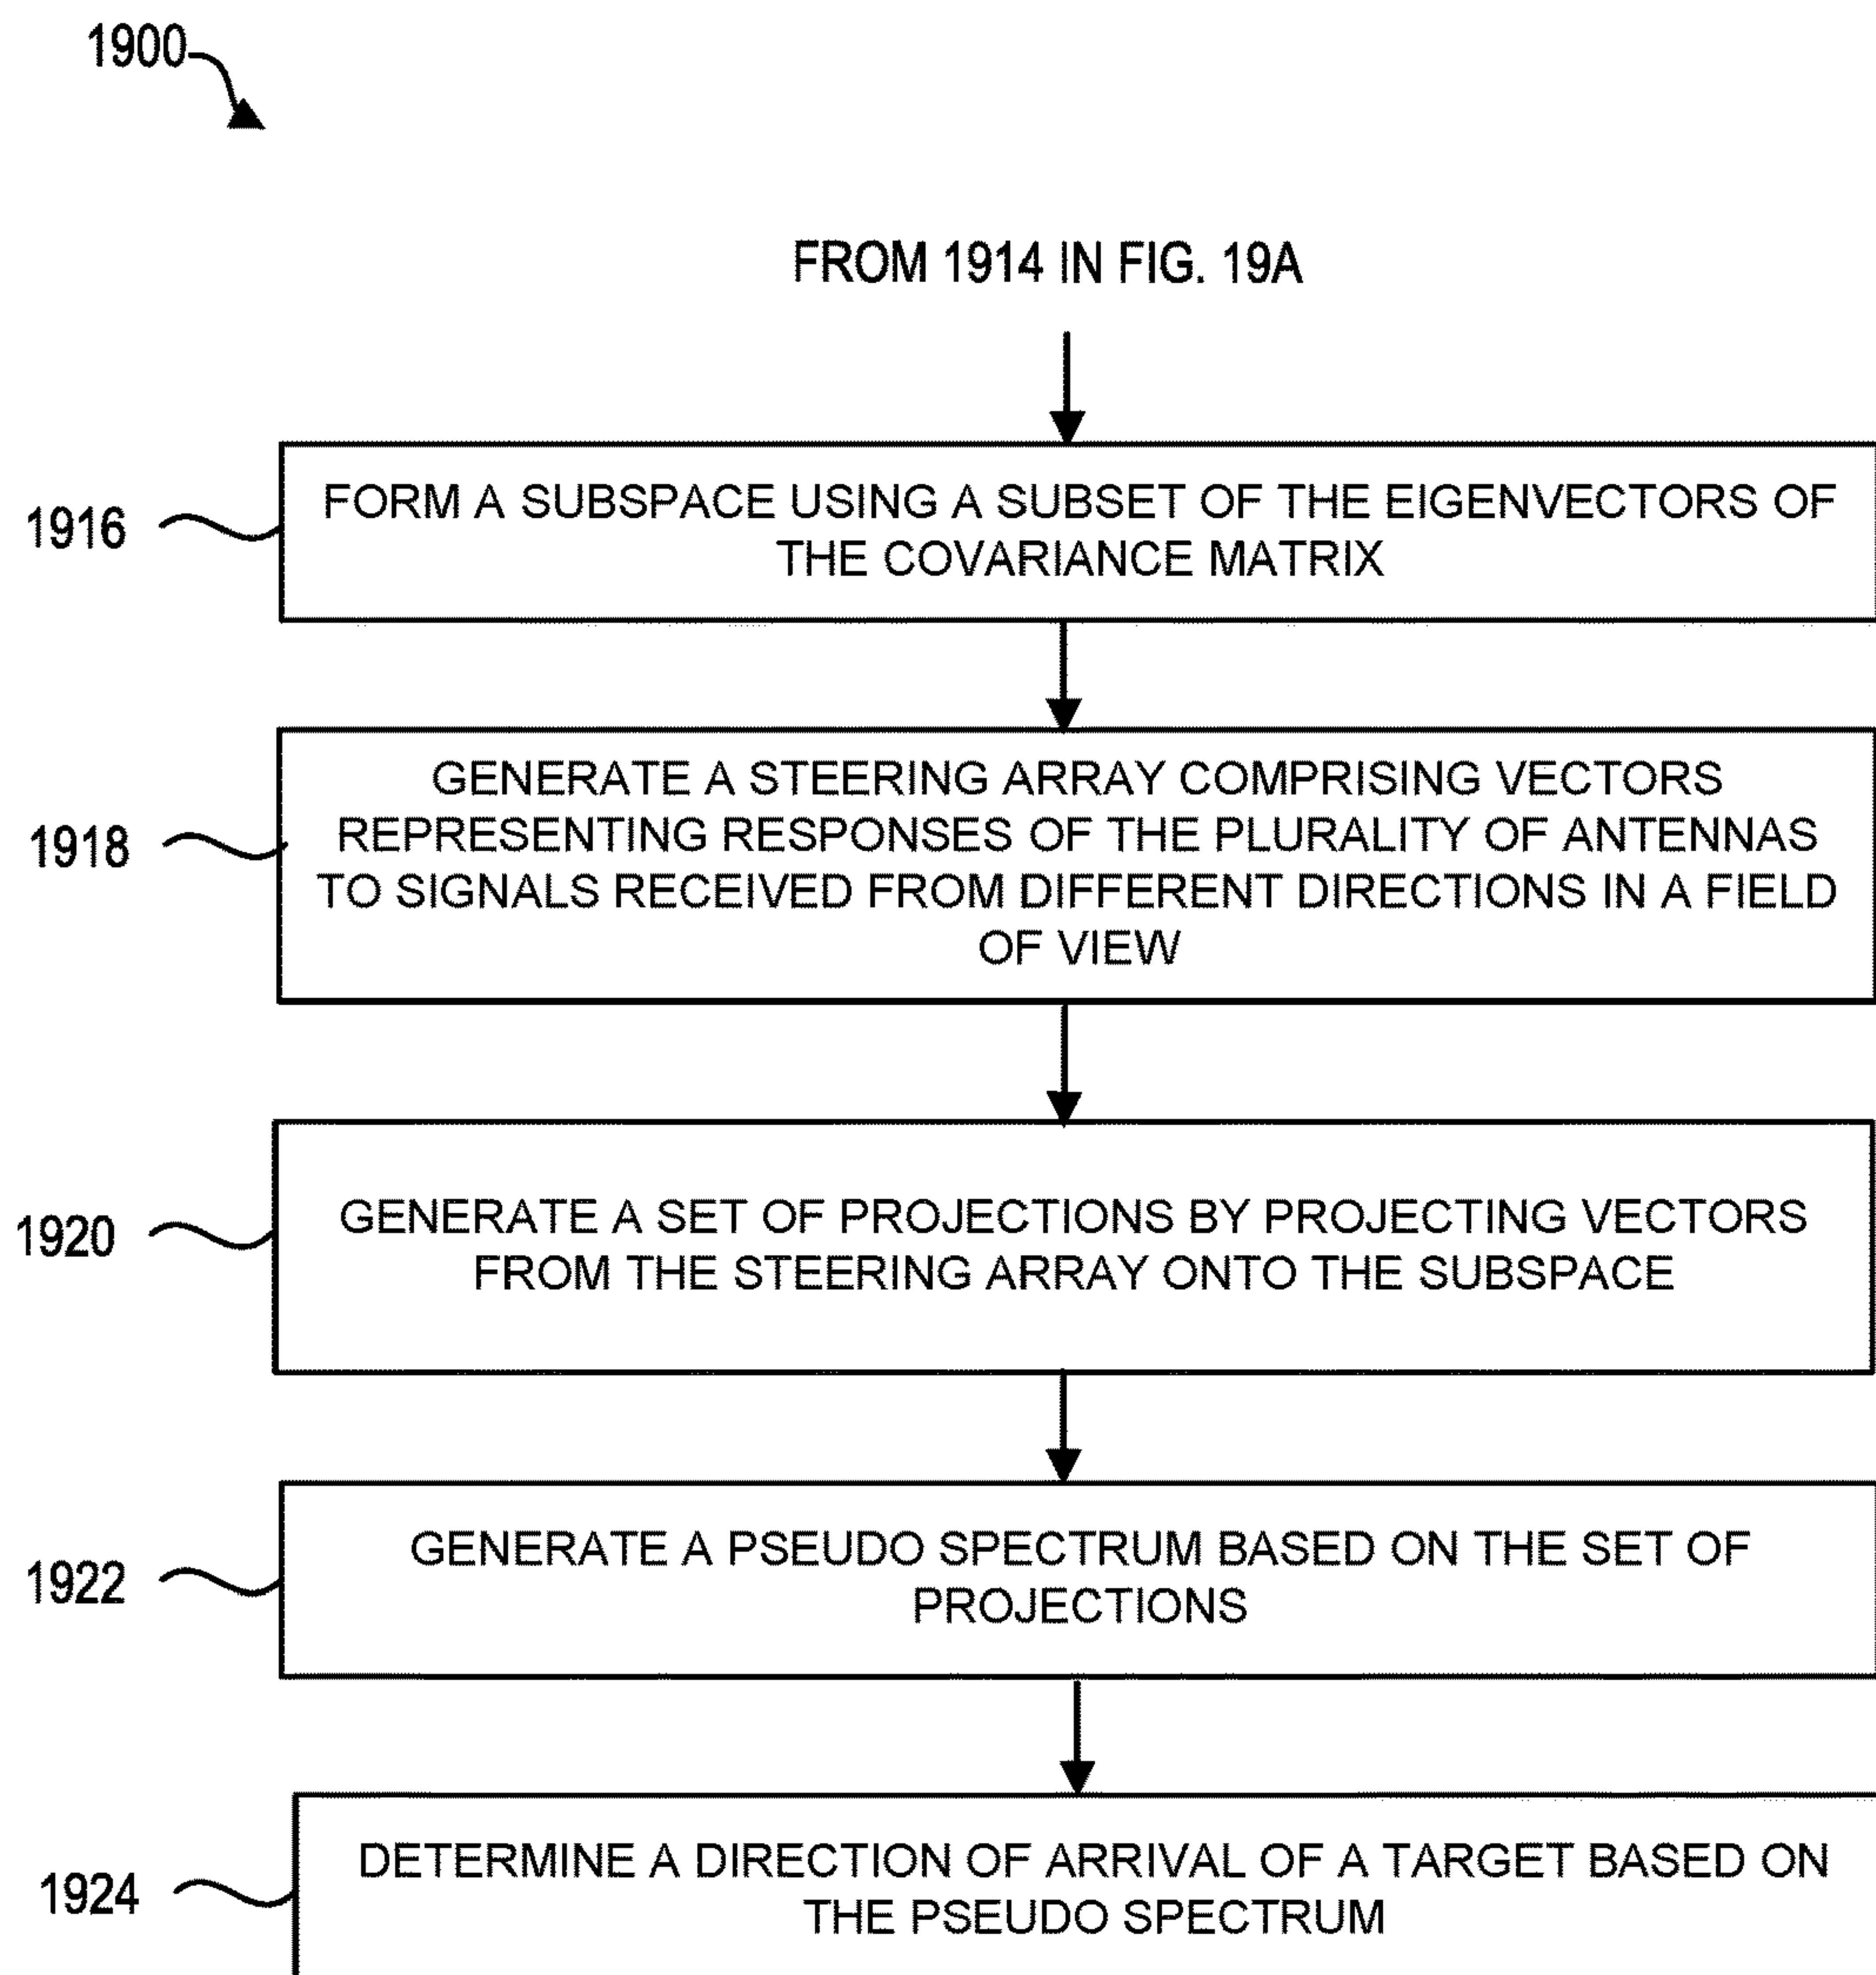 1900
FROM 1914 IN FIG. 19A
1916
FORM A SUBSPACE USING A SUBSET OF THE EIGENVECTORS OF
THE COVARIANCE MATRIX
1918
GENERATE A STEERING ARRAY COMPRISING VECTORS
REPRESENTING RESPONSES OF THE PLURALITY OF ANTENNAS
TO SIGNALS RECEIVED FROM DIFFERENT DIRECTIONS IN A FIELD
OF VIEW
1920
GENERATE A SET OF PROJECTIONS BY PROJECTING VECTORS
FROM THE STEERING ARRAY ONTO THE SUBSPACE
1922
GENERATE A PSEUDO SPECTRUM BASED ON THE SET OF
PROJECTIONS
1924
DETERMINE A DIRECTION OF ARRIVAL OF A TARGET BASED ON
THE PSEUDO SPECTRUM